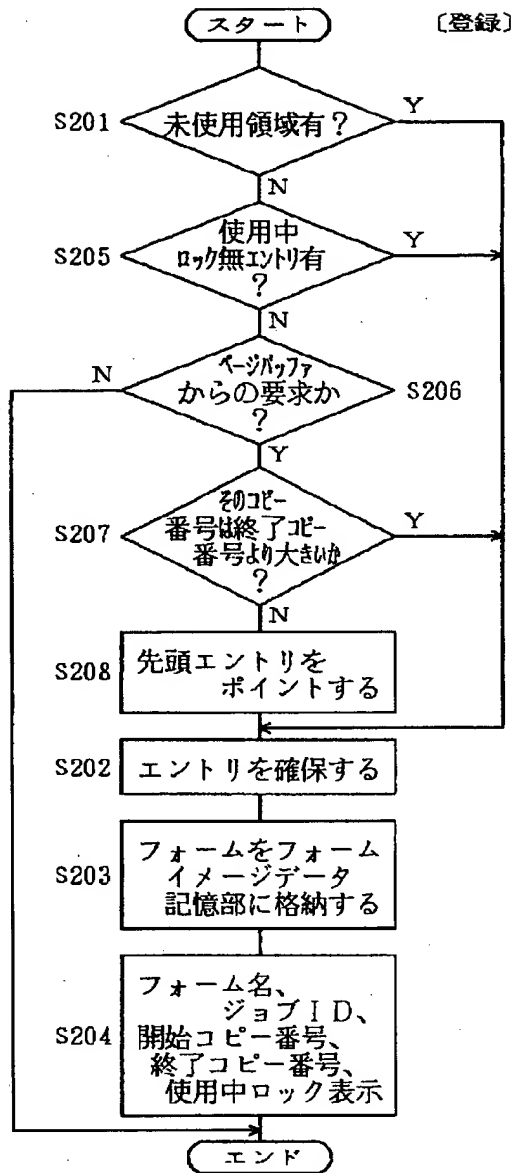 スタート
〔登録〕
S201
未使用領域有?
Y
N
S205
使用中
ロック無エントリ有
?
Y
N
N
ページバッファ
からの要求か
?
S206
Y
S207
そのコピー
番号は終了コピー
番号より大きいか
?
Y
N
S208
先頭エントリを
ポイントする
S202
エントリを確保する
S203
フォームをフォーム
イメージデータ
記憶部に格納する
S204
フォーム名、
ジョブID、
開始コピー番号、
終了コピー番号、
使用中ロック表示
エンド